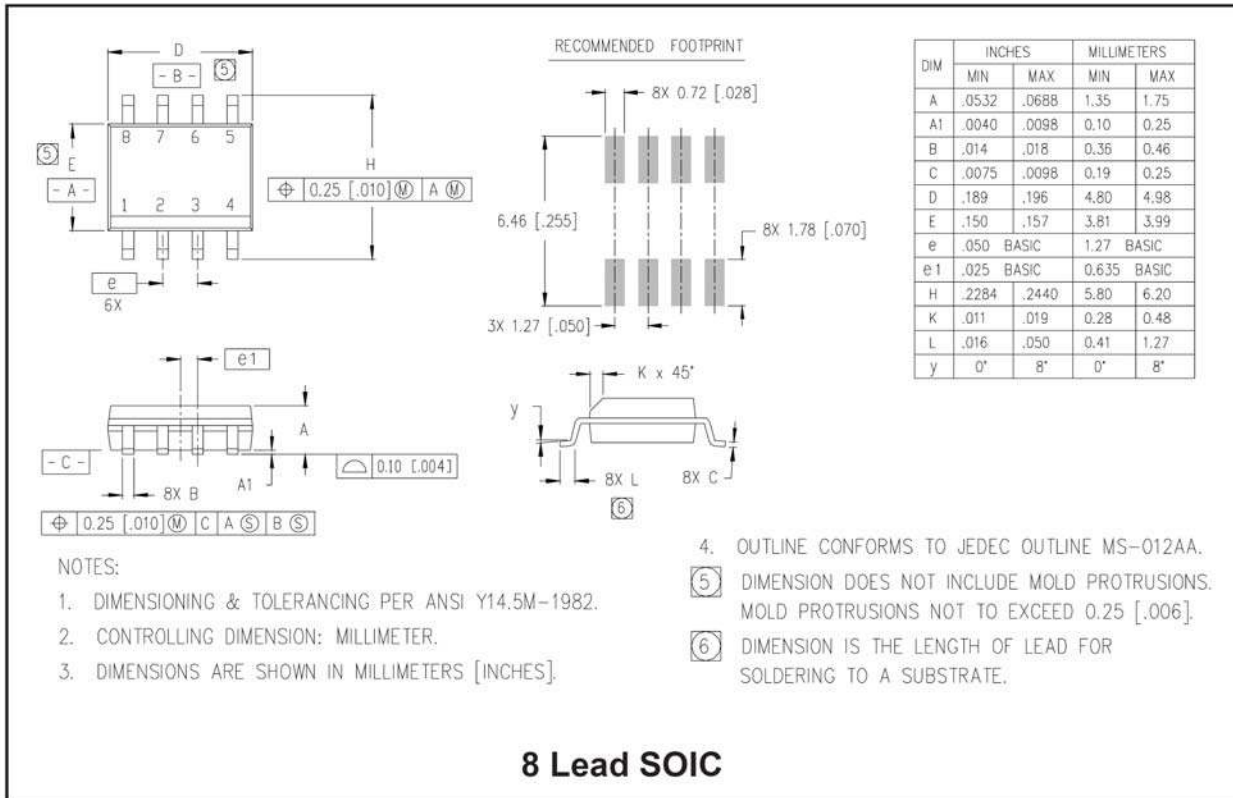 D
- B -
5
8 7 6 5
5
E
- A -
H
⌖ 0.25 [.010] Ⓜ A Ⓜ
1 2 3 4
e
6X
RECOMMENDED FOOTPRINT
8X 0.72 [.028]
6.46 [.255]
8X 1.78 [.070]
3X 1.27 [.050]
DIM INCHES MILLIMETERS
MIN MAX MIN MAX
A .0532 .0688 1.35 1.75
A1 .0040 .0098 0.10 0.25
B .014 .018 0.36 0.46
C .0075 .0098 0.19 0.25
D .189 .196 4.80 4.98
E .150 .157 3.81 3.99
e .050 BASIC 1.27 BASIC
e1 .025 BASIC 0.635 BASIC
H .2284 .2440 5.80 6.20
K .011 .019 0.28 0.48
L .016 .050 0.41 1.27
y 0° 8° 0° 8°
e1
A
- C -
8X B
A1
⌓ 0.10 [.004]
⌖ 0.25 [.010] Ⓜ C A Ⓢ B Ⓢ
K x 45°
y
8X L
8X C
6
NOTES:
1. DIMENSIONING & TOLERANCING PER ANSI Y14.5M-1982.
2. CONTROLLING DIMENSION: MILLIMETER.
3. DIMENSIONS ARE SHOWN IN MILLIMETERS [INCHES].
4. OUTLINE CONFORMS TO JEDEC OUTLINE MS-012AA.
5 DIMENSION DOES NOT INCLUDE MOLD PROTRUSIONS.
MOLD PROTRUSIONS NOT TO EXCEED 0.25 [.006].
6 DIMENSION IS THE LENGTH OF LEAD FOR
SOLDERING TO A SUBSTRATE.
8 Lead SOIC